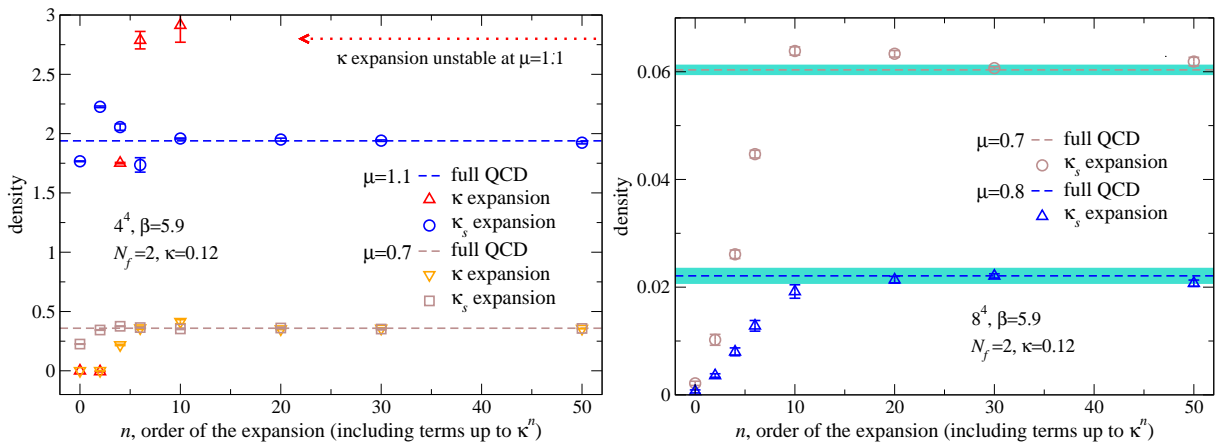 3
2.5
2
1.5
1
0.5
0
density
κ expansion unstable at μ=1.1
μ=1.1 full QCD
κ expansion
κ_s expansion
μ=0.7 full QCD
κ expansion
κ_s expansion
4^4, β=5.9
N_f=2, κ=0.12
0 10 20 30 40 50
n, order of the expansion (including terms up to κ^n)
0.06
0.04
0.02
0
density
μ=0.7 full QCD
κ_s expansion
μ=0.8 full QCD
κ_s expansion
8^4, β=5.9
N_f=2, κ=0.12
0 10 20 30 40 50
n, order of the expansion (including terms up to κ^n)